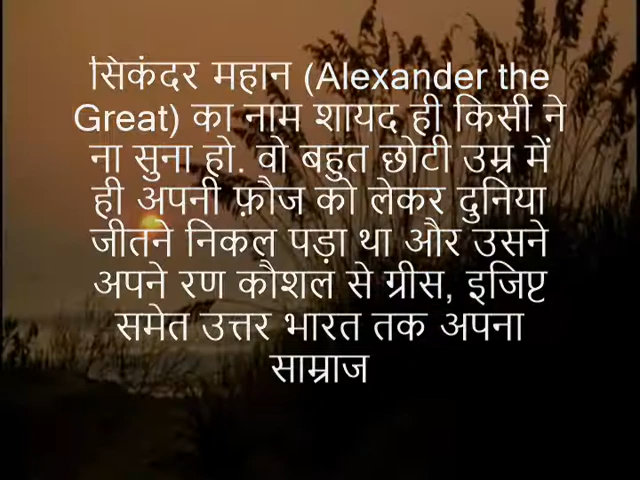 सिकंदर महान (Alexander the
Great) का नाम शायद ही किसी ने
ना सुना हो. वो बहुत छोटी उम्र में
ही अपनी फ़ौज को लेकर दुनिया
जीतने निकल पड़ा था और उसने
अपने रण कौशल से ग्रीस, इजिप्ट
समेत उत्तर भारत तक अपना
साम्राज